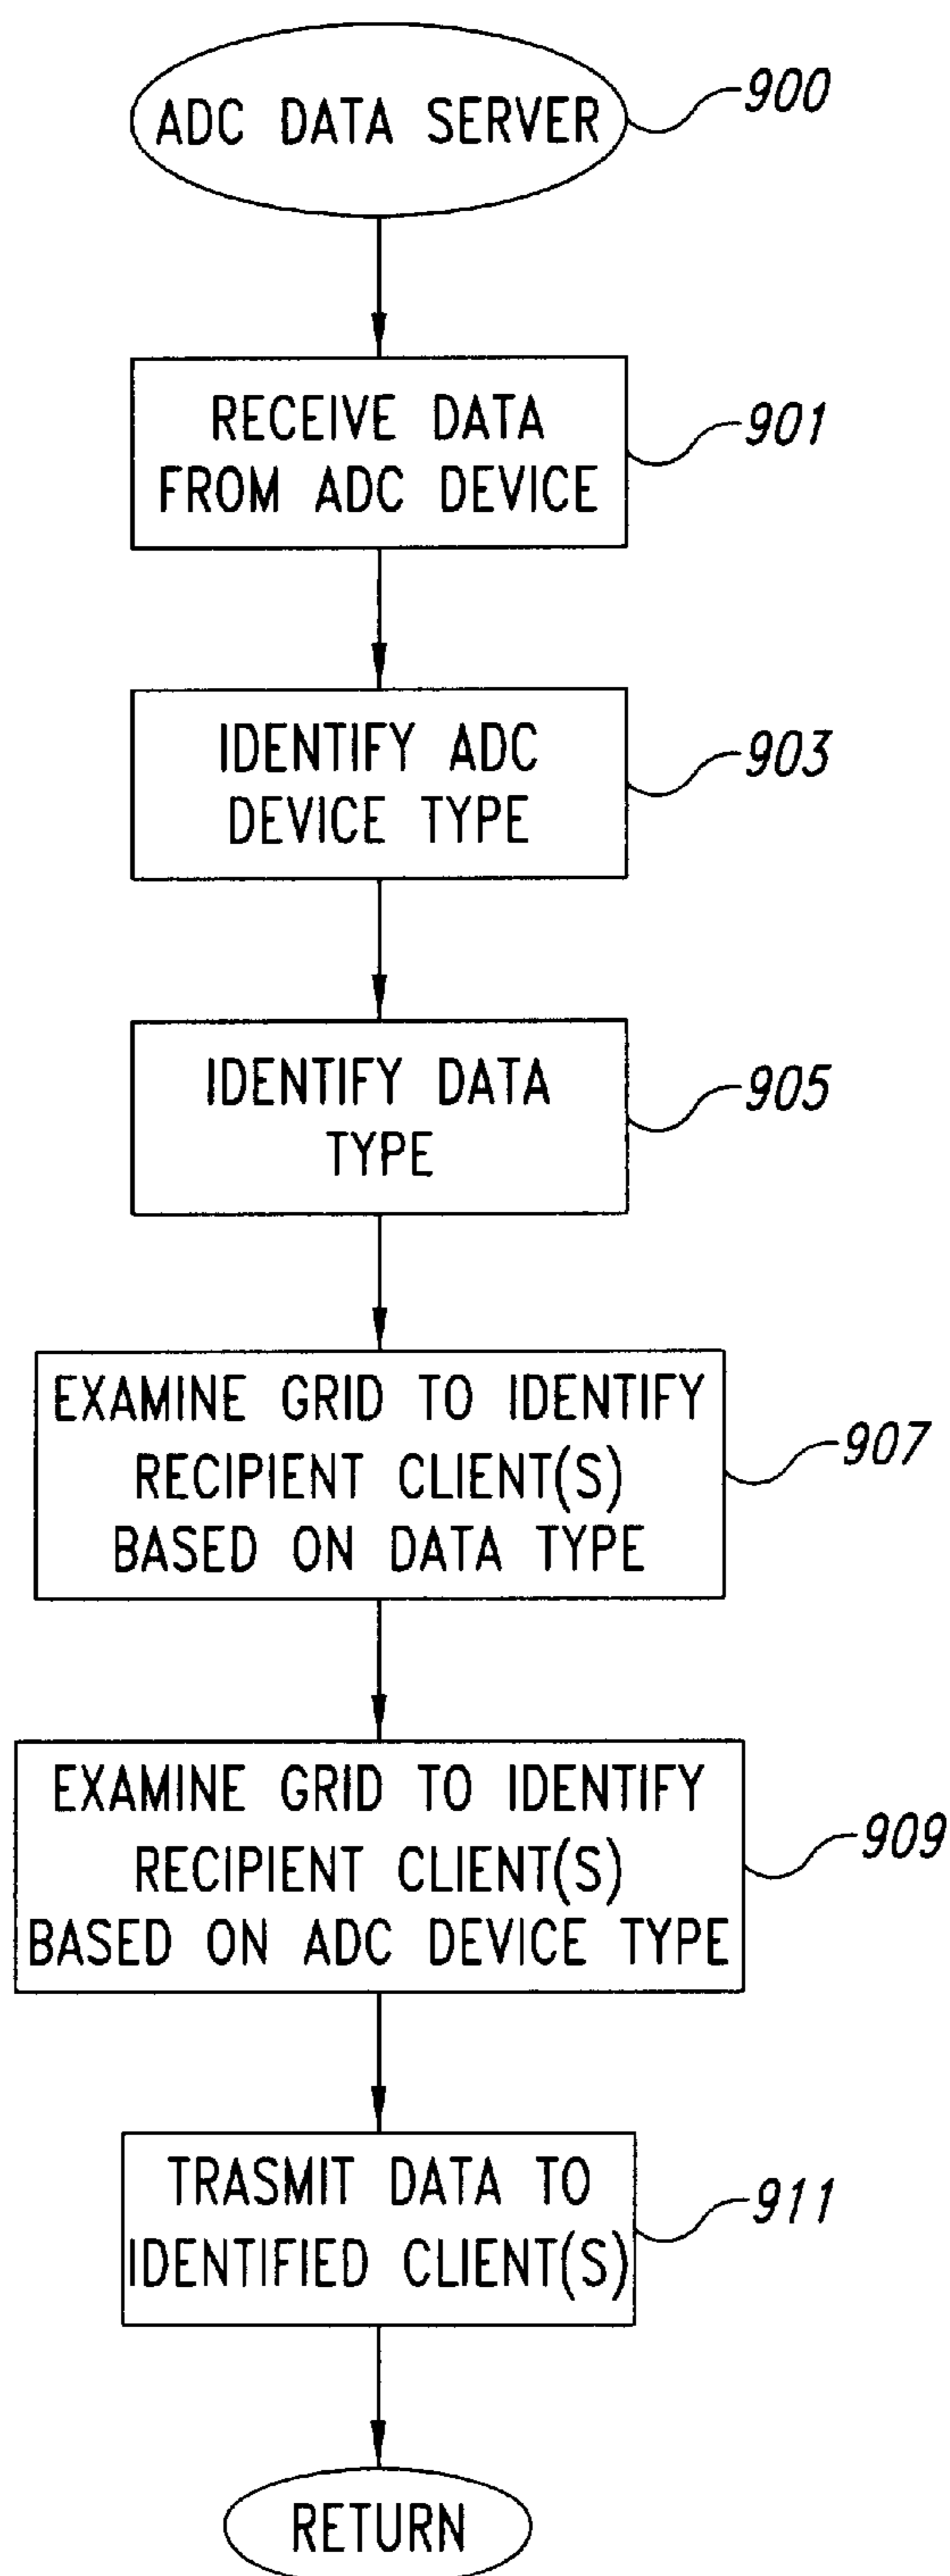 ADC DATA SERVER
900
RECEIVE DATA
FROM ADC DEVICE
901
IDENTIFY ADC
DEVICE TYPE
903
IDENTIFY DATA
TYPE
905
EXAMINE GRID TO IDENTIFY
RECIPIENT CLIENT(S)
BASED ON DATA TYPE
907
EXAMINE GRID TO IDENTIFY
RECIPIENT CLIENT(S)
BASED ON ADC DEVICE TYPE
909
TRASMIT DATA TO
IDENTIFIED CLIENT(S)
911
RETURN